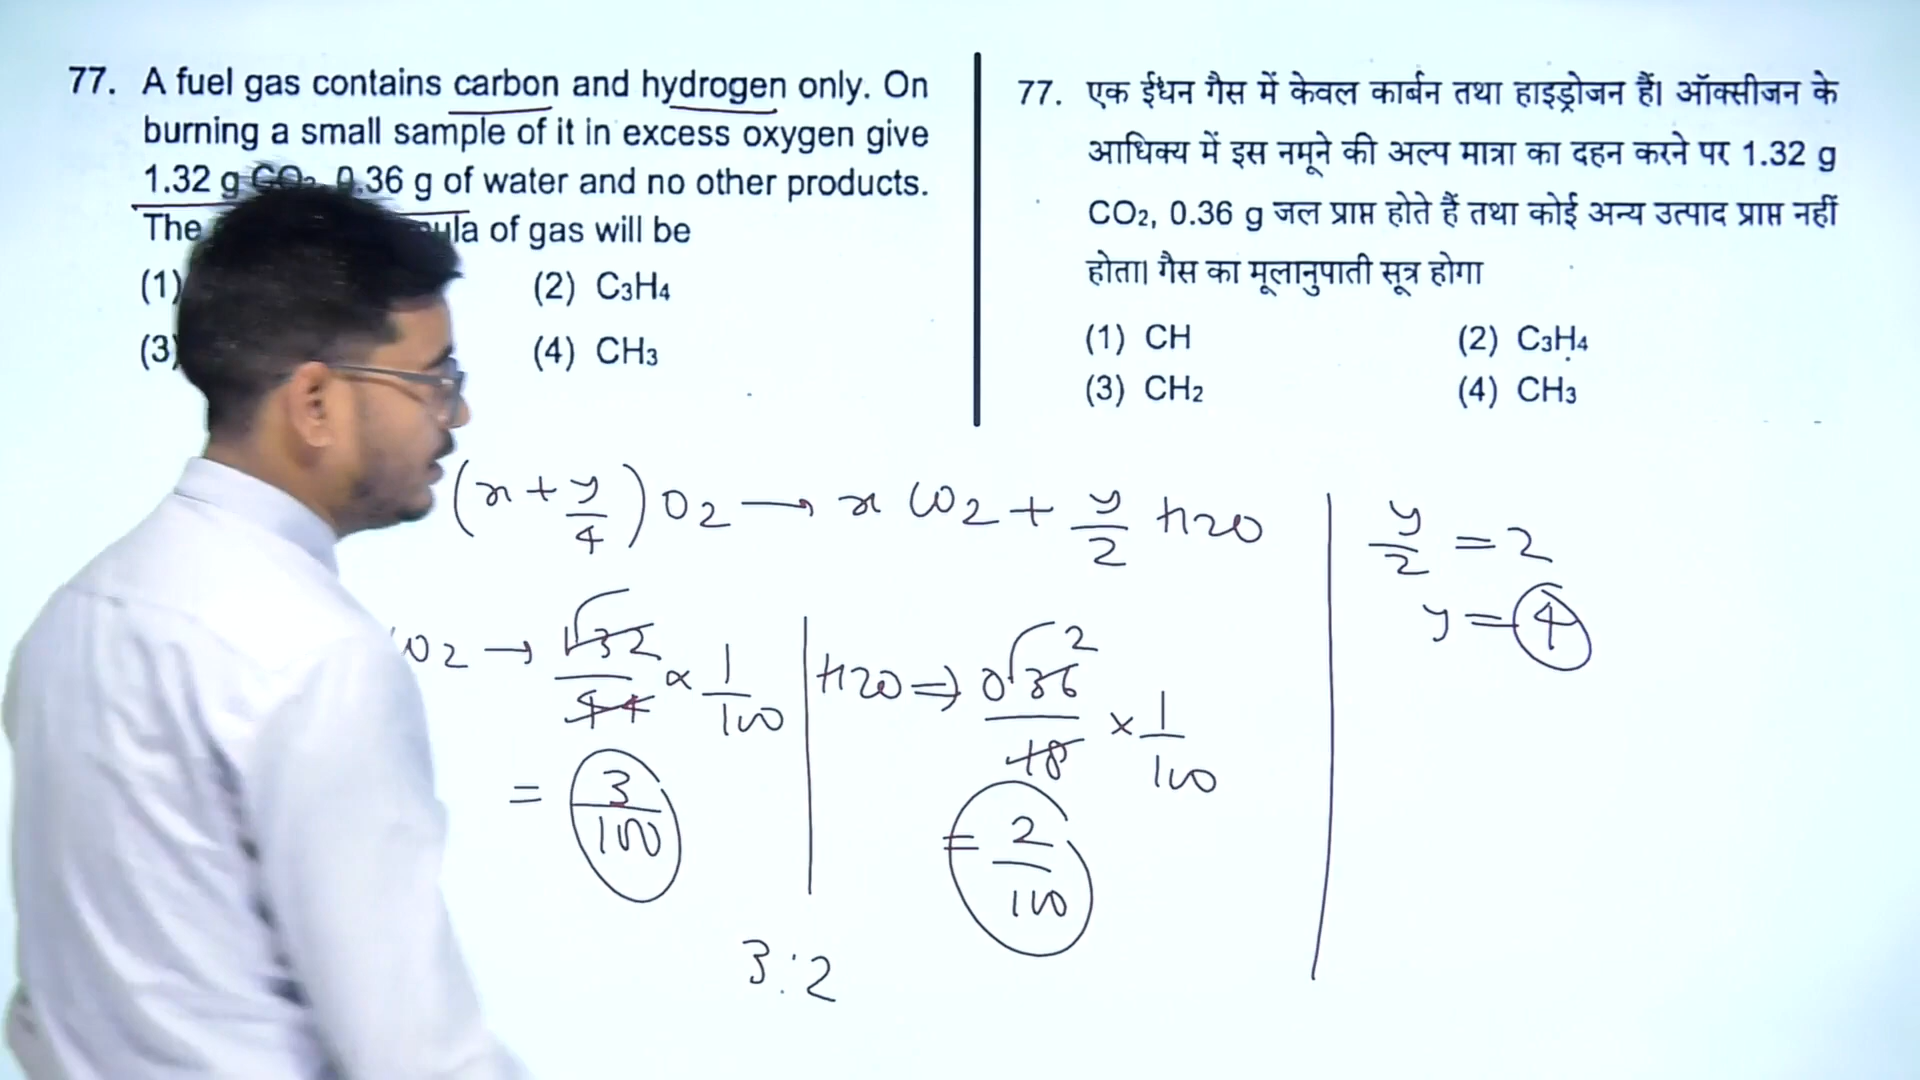 77. A fuel gas contains carbon and hydrogen only. On
burning a small sample of it in excess oxygen give
1.32 g CO2, 0.36 g of water and no other products.
The of gas will be
(1)
(2) C3H4
(3)
(4) CH3
77. एक ईंधन गैस में केवल कार्बन तथा हाइड्रोजन हैं। ऑक्सीजन के
आधिक्य में इस नमूने की अल्प मात्रा का दहन करने पर 1.32 g
CO2, 0.36 g जल प्राप्त होते हैं तथा कोई अन्य उत्पाद प्राप्त नहीं
होता। गैस का मूलानुपाती सूत्र होगा
(1) CH
(2) C3H4
(3) CH2
(4) CH3
(x + y/4) O2 → x CO2 + y/2 H2O
O2 → 1.32/44 × 1/100
= 3/100
H2O ⇒ 0.36/18 2 × 1/100
= 2/100
3:2
y/2 = 2
y = 4